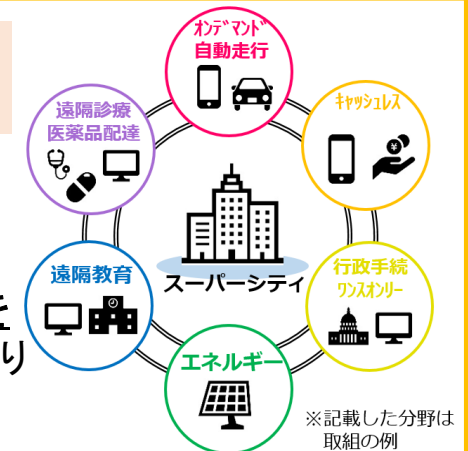 ｵﾝﾃﾞﾏﾝﾄﾞ
自動走行
遠隔診療
医薬品配達
ｷｬｯｼｭﾚｽ
¥
スーパーシティ
遠隔教育
行政手続
ﾜﾝｽｵﾝﾘｰ
を
り
エネルギー
※記載した分野は
取組の例